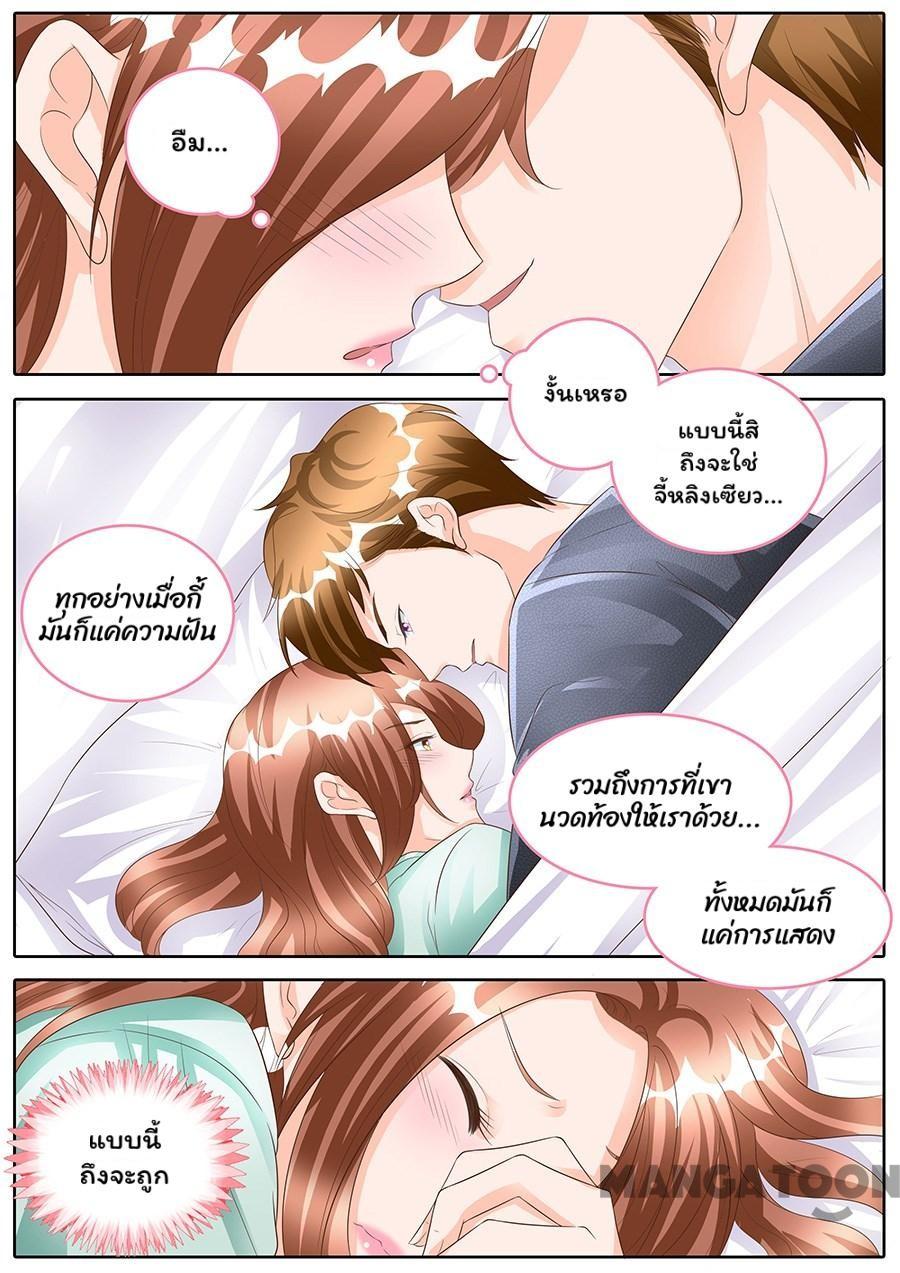 อืม...
งั้นเหรอ
แบบนี้สิ
ถึงจะใช่
จี้หลิงเซียว...
ทุกอย่างเมื่อกี้
มันก็แค่ความฝัน
รวมถึงการที่เขา
นวดท้องให้เราด้วย...
ทั้งหมดมันก็
แค่การแสดง
แบบนี้
ถึงจะถูก
MANGATOON